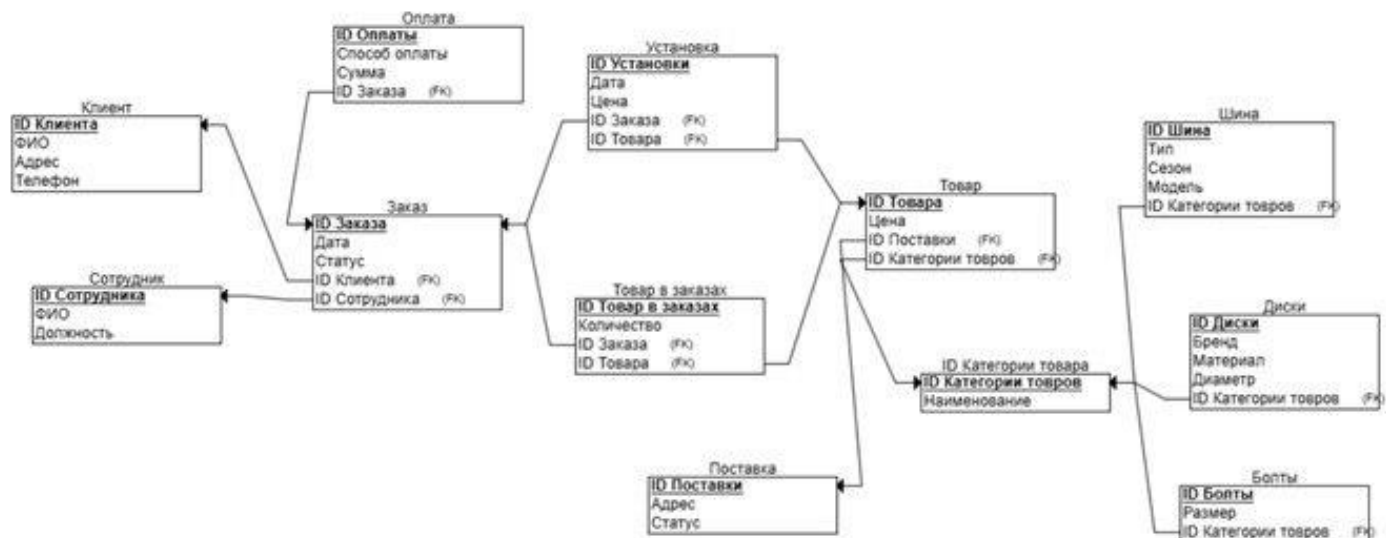 Оплата
ID Оплаты
Способ оплаты
Сумма
ID Заказа (FK)
Установка
ID Установки
Дата
Цена
ID Заказа (FK)
ID Товара (FK)
Клиент
ID Клиента
ФИО
Адрес
Телефон
Шина
ID Шина
Тип
Сезон
Модель
ID Категории товров (FK)
Заказ
ID Заказа
Дата
Статус
ID Клиента (FK)
ID Сотрудника (FK)
Товар
ID Товара
Цена
ID Поставки (FK)
ID Категории товров (FK)
Сотрудник
ID Сотрудника
ФИО
Должность
Товар в заказах
ID Товар в заказах
Количество
ID Заказа (FK)
ID Товара (FK)
Диски
ID Диски
Бренд
Материал
Диаметр
ID Категории товров (FK)
ID Категории товара
ID Категории товров
Наименование
Поставка
ID Поставки
Адрес
Статус
Болты
ID Болты
Размер
ID Категории товров (FK)